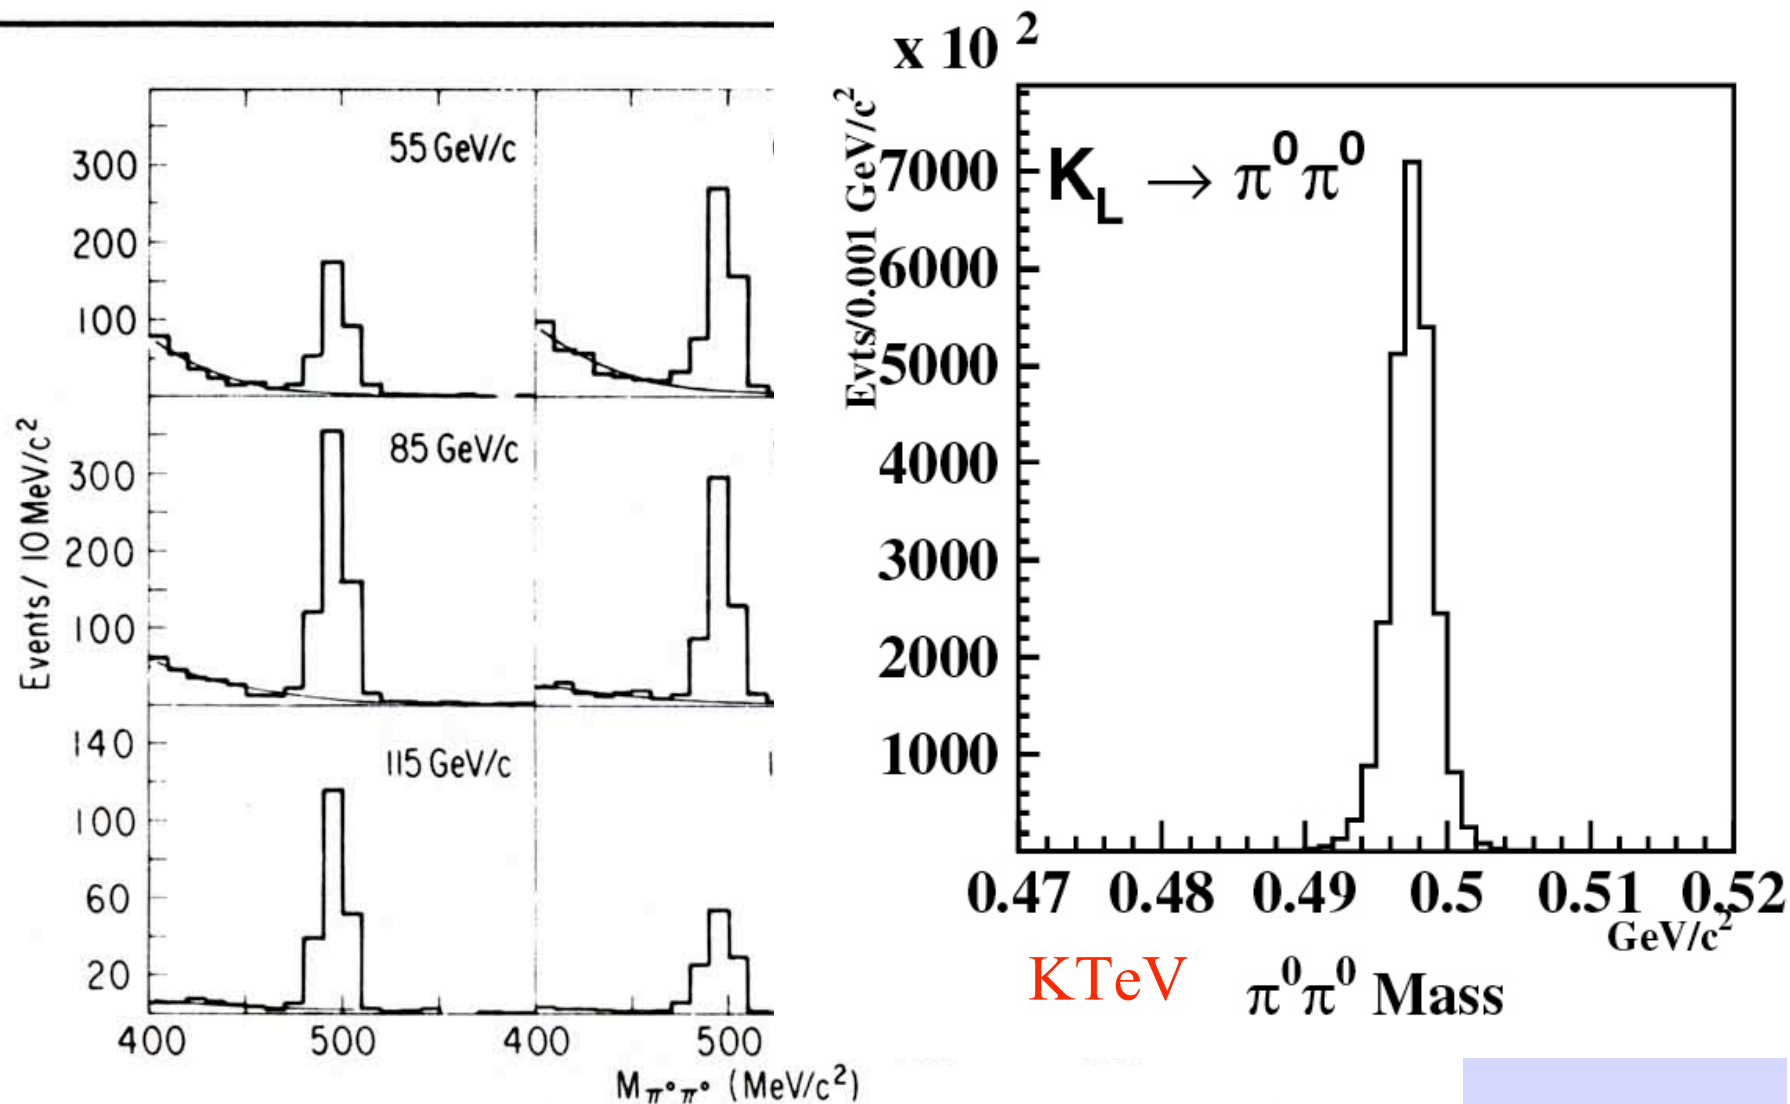 300
200
100
55 GeV/c
300
200
100
85 GeV/c
140
100
60
20
115 GeV/c
Events / 10 MeV/c²
400 500 400 500
M π° π° (MeV/c²)
x 10 ²
Evts/0.001 GeV/c²
7000
6000
5000
4000
3000
2000
1000
K_L → π⁰π⁰
0.47 0.48 0.49 0.5 0.51 0.52
GeV/c²
KTeV
π⁰π⁰ Mass